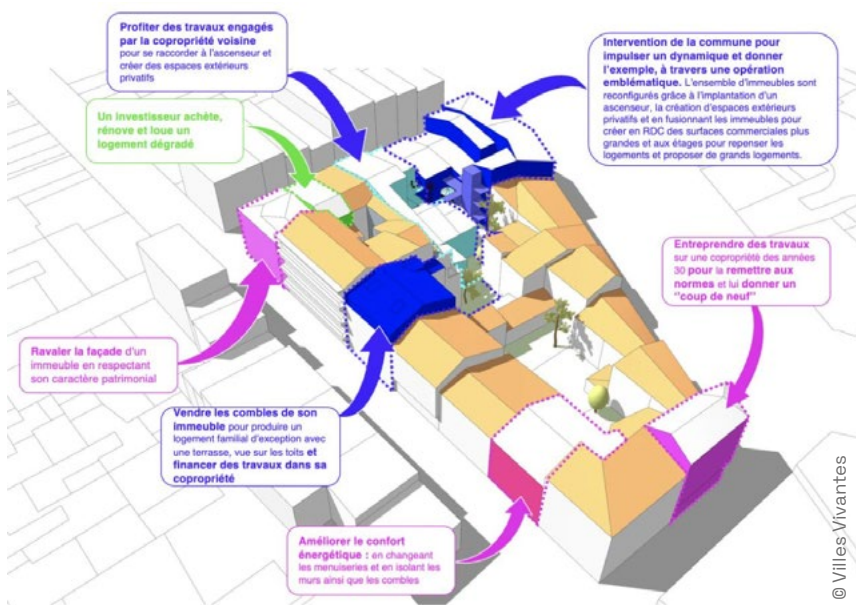 Profiter des travaux engagés
par la copropriété voisine
pour se raccorder à l'ascenseur et
créer des espaces extérieurs
privatifs
Intervention de la commune pour
impulser un dynamique et donner
l'exemple, à travers une opération
emblématique. L'ensemble d'immeubles sont
reconfigurés grâce à l'implantation d'un
ascenseur, la création d'espaces extérieurs
privatifs et en fusionnant les immeubles pour
créer en RDC des surfaces commerciales plus
grandes et aux étages pour repenser les
logements et proposer de grands logements.
Un investisseur achète,
rénove et loue un
logement dégradé
Entreprendre des travaux
sur une copropriété des années
30 pour la remettre aux
normes et lui donner un
"coup de neuf"
Ravaler la façade d'un
immeuble en respectant
son caractère patrimonial
Vendre les combles de son
immeuble pour produire un
logement familial d'exception avec
une terrasse, vue sur les toits et
financer des travaux dans sa
copropriété
Améliorer le confort
énergétique : en changeant
les menuiseries et en isolant les
murs ainsi que les combles
© Villes Vivantes